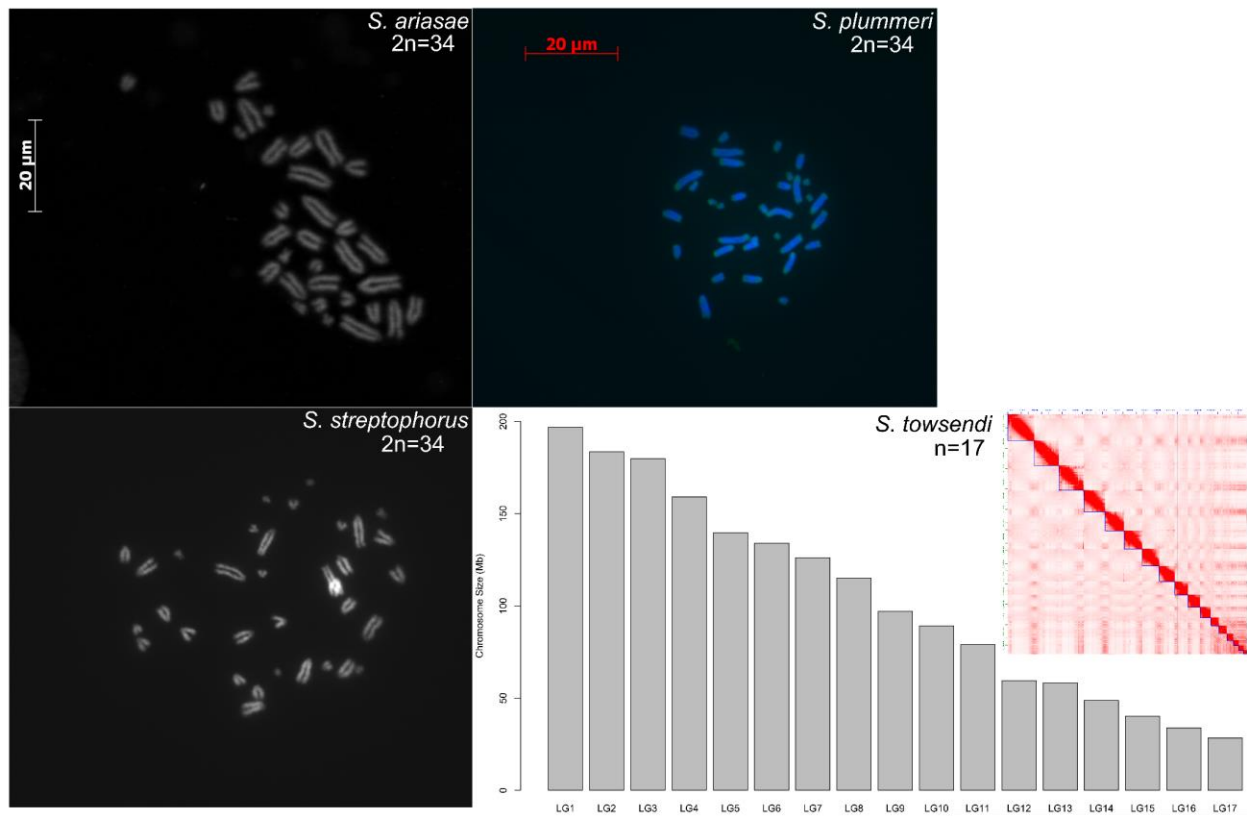 S. ariasae
2n=34
20 µm
S. plummeri
2n=34
20 µm
S. streptophorus
2n=34
S. towsendi
n=17
Chromosome Size (Mb)
200
150
100
50
0
LG1 LG2 LG3 LG4 LG5 LG6 LG7 LG8 LG9 LG10 LG11 LG12 LG13 LG14 LG15 LG16 LG17